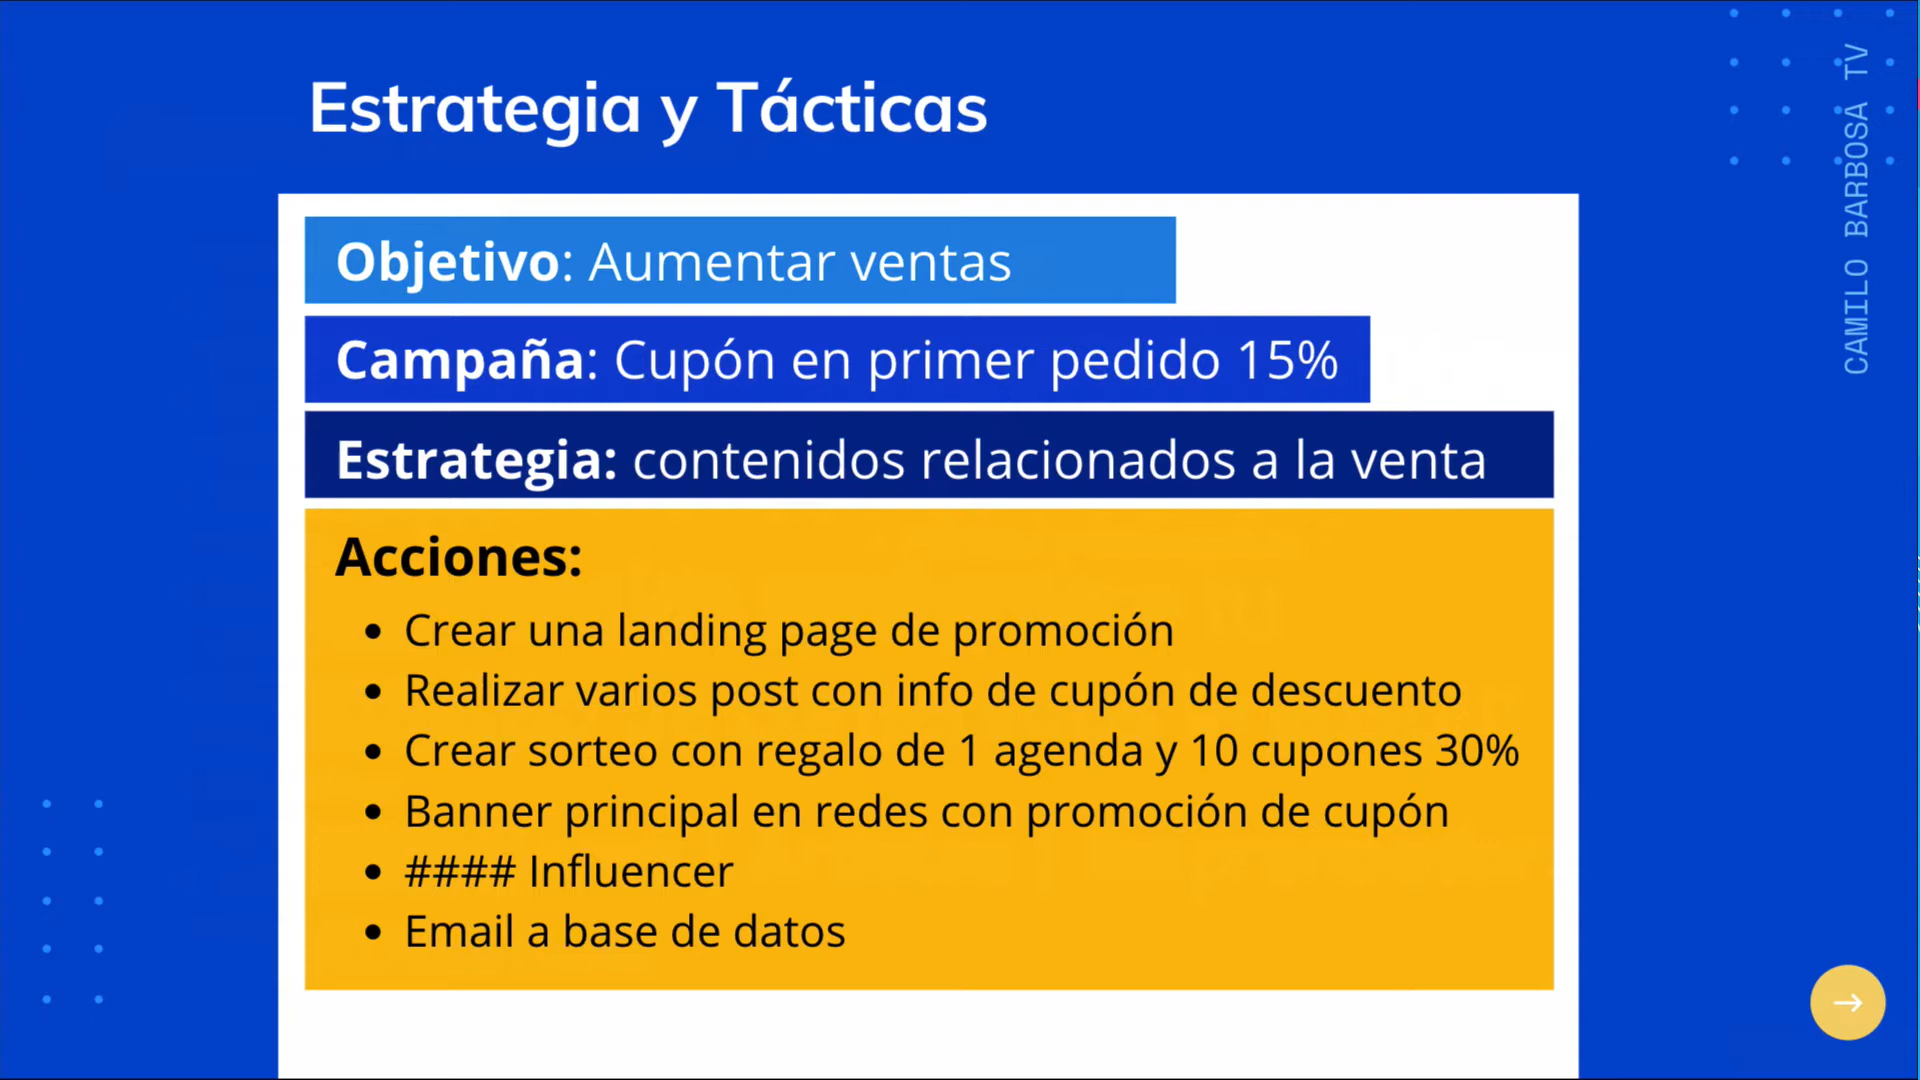 Estrategia y Tácticas
CAMILO BARBOSA TV
Objetivo: Aumentar ventas
Campaña: Cupón en primer pedido 15%
Estrategia: contenidos relacionados a la venta
Acciones:
• Crear una landing page de promoción
• Realizar varios post con info de cupón de descuento
• Crear sorteo con regalo de 1 agenda y 10 cupones 30%
• Banner principal en redes con promoción de cupón
• #### Influencer
• Email a base de datos